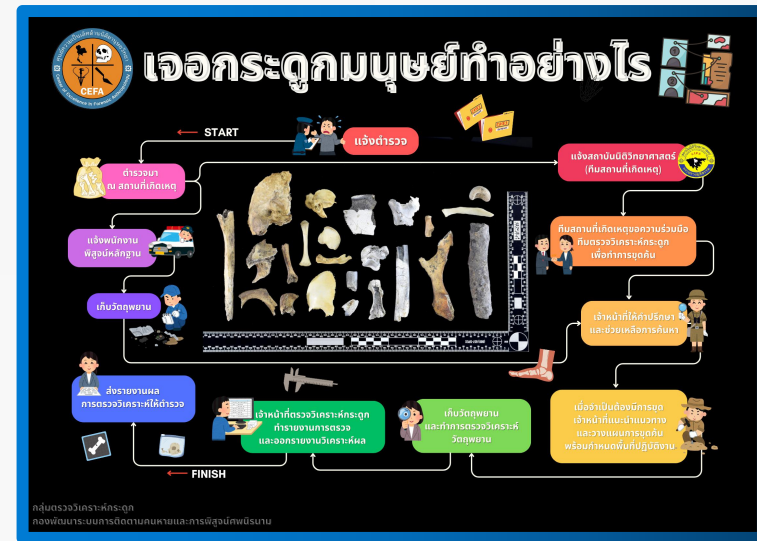 เจอกระดูกมนุษย์ทำอย่างไร
CEFA
START
แจ้งตำรวจ
ตำรวจมา
ณ สถานที่เกิดเหตุ
แจ้งสถาบันนิติวิทยาศาสตร์
(ทีมสถานที่เกิดเหตุ)
แจ้งพนักงาน
พิสูจน์หลักฐาน
ทีมสถานที่เกิดเหตุขอความร่วมมือ
ทีมตรวจวิเคราะห์กระดูก
เพื่อทำการขุดค้น
เก็บวัตถุพยาน
เจ้าหน้าที่ให้คำปรึกษา
และช่วยเหลือการค้นหา
เมื่อจำเป็นต้องมีการขุด
เจ้าหน้าที่แนะนำแนวทาง
และวางแผนการขุดค้น
พร้อมกำหนดพื้นที่ปฏิบัติงาน
เก็บวัตถุพยาน
และทำการตรวจวิเคราะห์
วัตถุพยาน
เจ้าหน้าที่ตรวจวิเคราะห์กระดูก
ทำรายงานการตรวจ
และออกรายงานวิเคราะห์ผล
ส่งรายงานผล
การตรวจวิเคราะห์ให้ตำรวจ
FINISH
กลุ่มตรวจวิเคราะห์กระดูก
กองพัฒนาระบบการติดตามคนหายและการพิสูจน์ศพนิรนาม